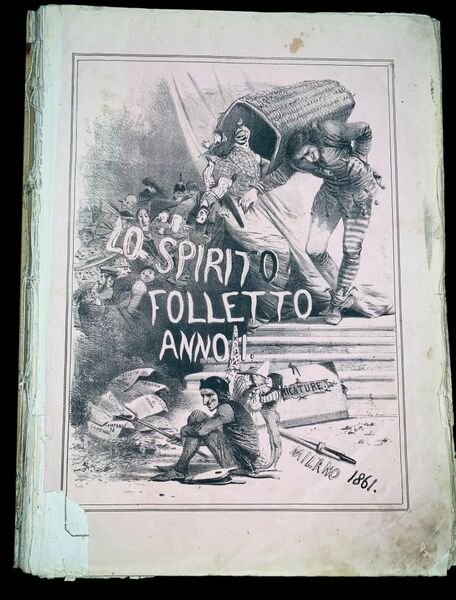 LO SPIRITO
FOLLETTO
ANNO I.
MILANO 1861.